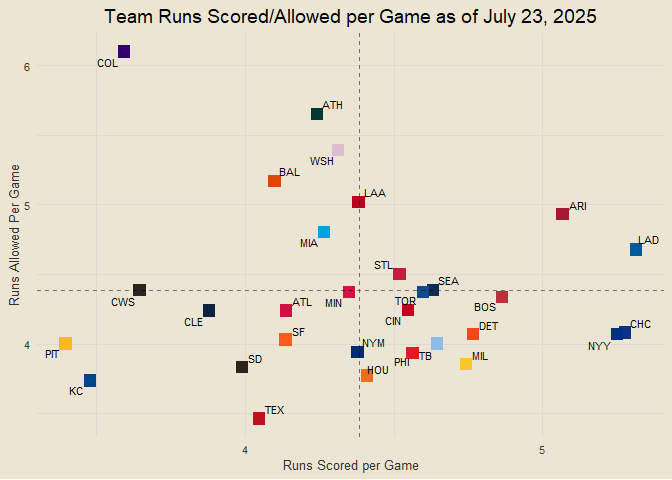 Team Runs Scored/Allowed per Game as of July 23, 2025
6
COL
ATH
WSH
BAL
5
LAA
ARI
MIA
LAD
STL
SEA
CWS
MIN
TOR
BOS
CLE
ATL
CIN
DET
CHC
NYY
4
PIT
SF
NYM
PHI
TB
MIL
SD
HOU
KC
TEX
4
5
Runs Scored per Game
Runs Allowed Per Game